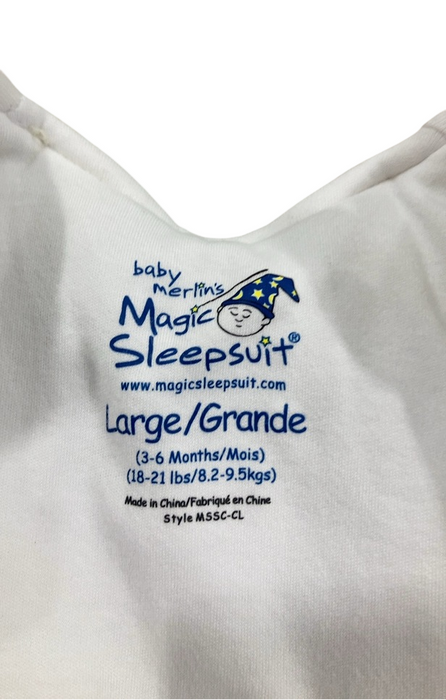 baby
merlin's
Magic
Sleepsuit®
www.magicsleepsuit.com
Large/Grande
(3-6 Months/Mois)
(18-21 lbs/8.2-9.5kgs)
Made in China/Fabriqué en Chine
Style MSSC-CL